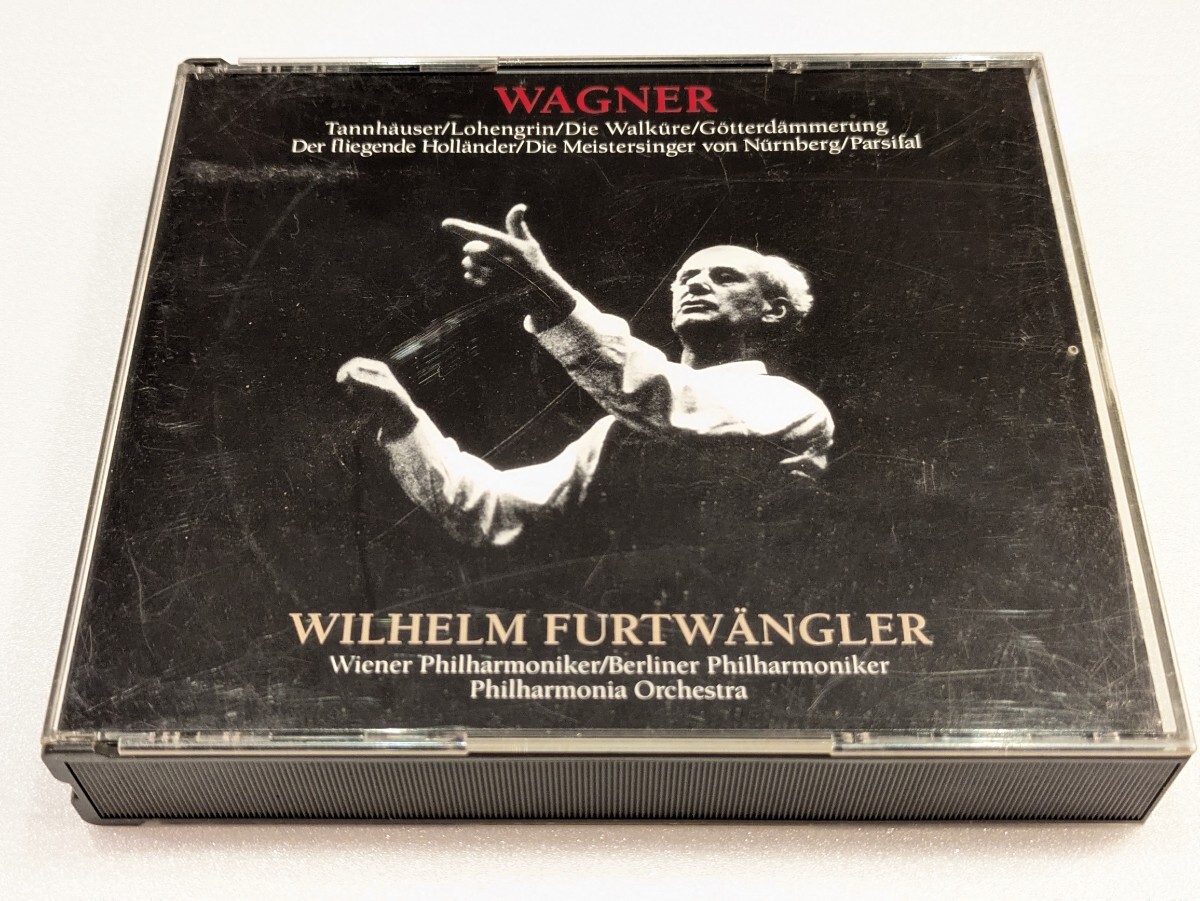 WAGNER
Tannhäuser/Lohengrin/Die Walküre/Götterdämmerung
Der fliegende Holländer/Die Meistersinger von Nürnberg/Parsifal
WILHELM FURTWÄNGLER
Wiener Philharmoniker/Berliner Philharmoniker
Philharmonia Orchestra